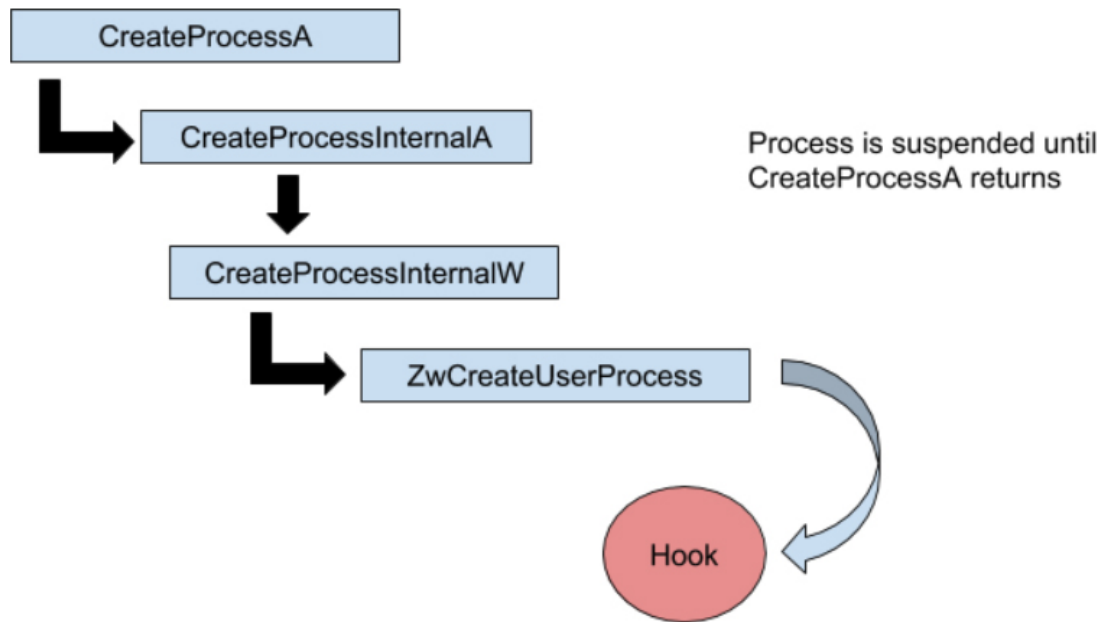 CreateProcessA
CreateProcessInternalA
Process is suspended until
CreateProcessA returns
CreateProcessInternalW
ZwCreateUserProcess
Hook